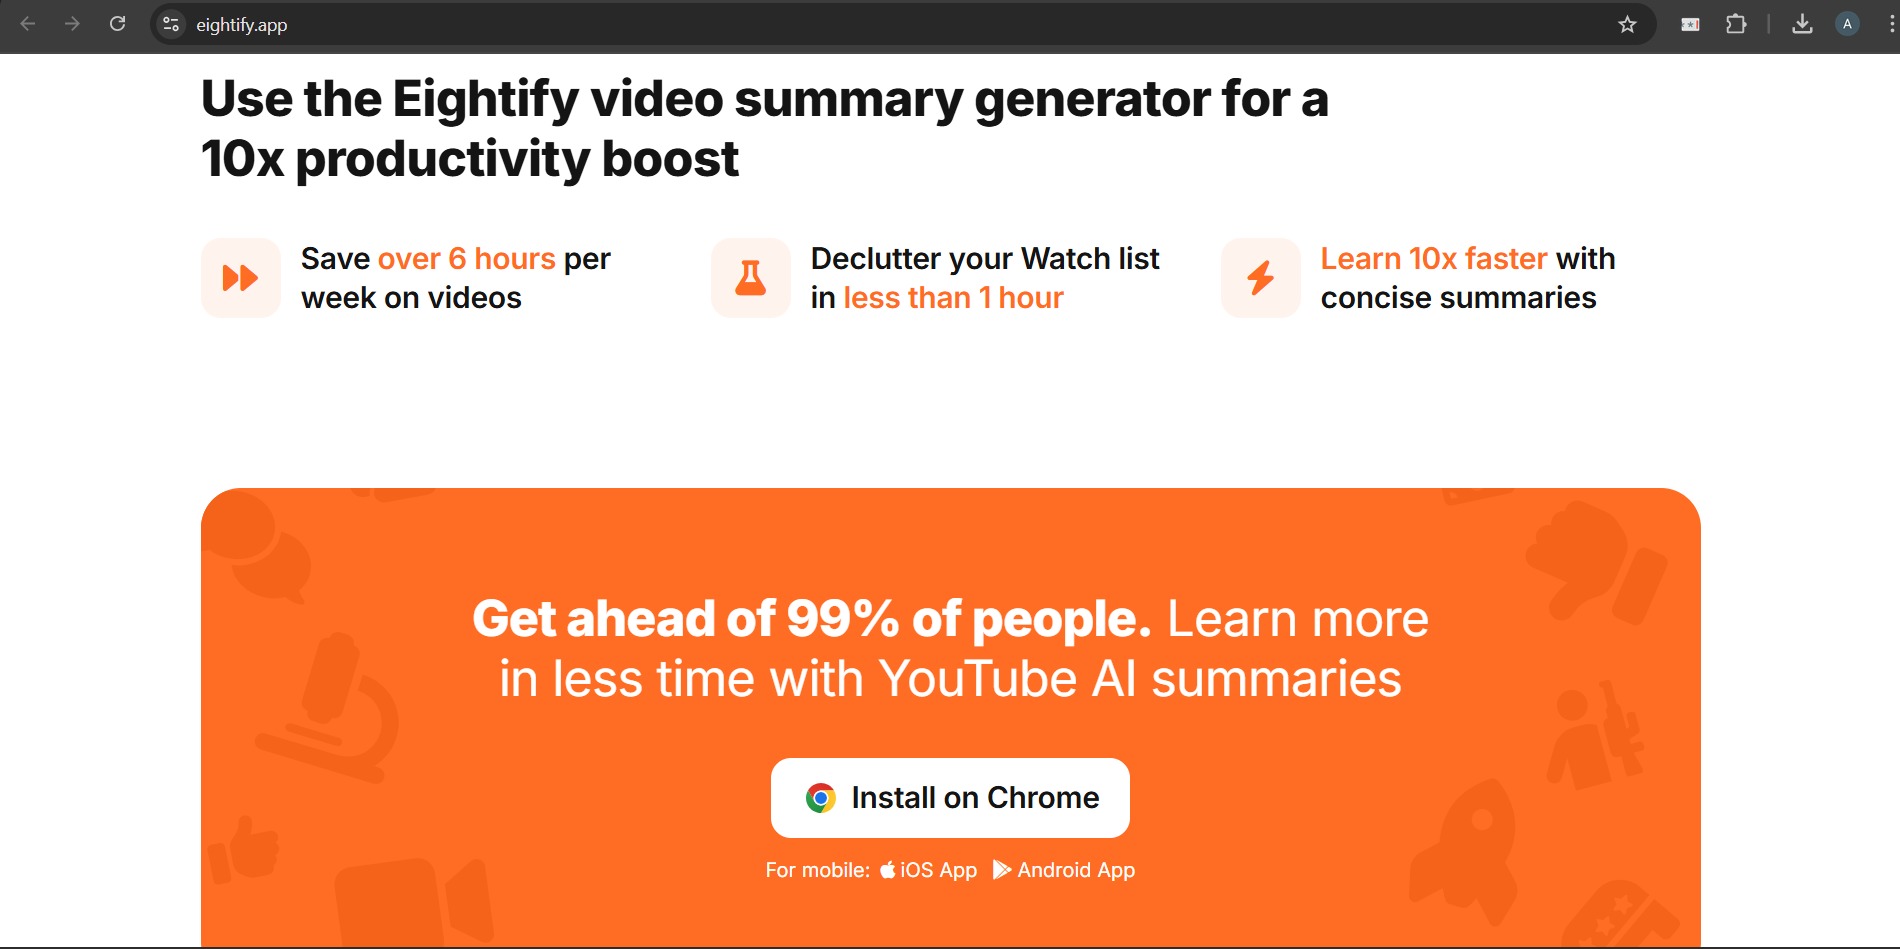 eightify.app
A
Use the Eightify video summary generator for a
10x productivity boost
Save over 6 hours per
week on videos
Declutter your Watch list
in less than 1 hour
Learn 10x faster with
concise summaries
Get ahead of 99% of people. Learn more
in less time with YouTube AI summaries
Install on Chrome
For mobile: iOS App Android App